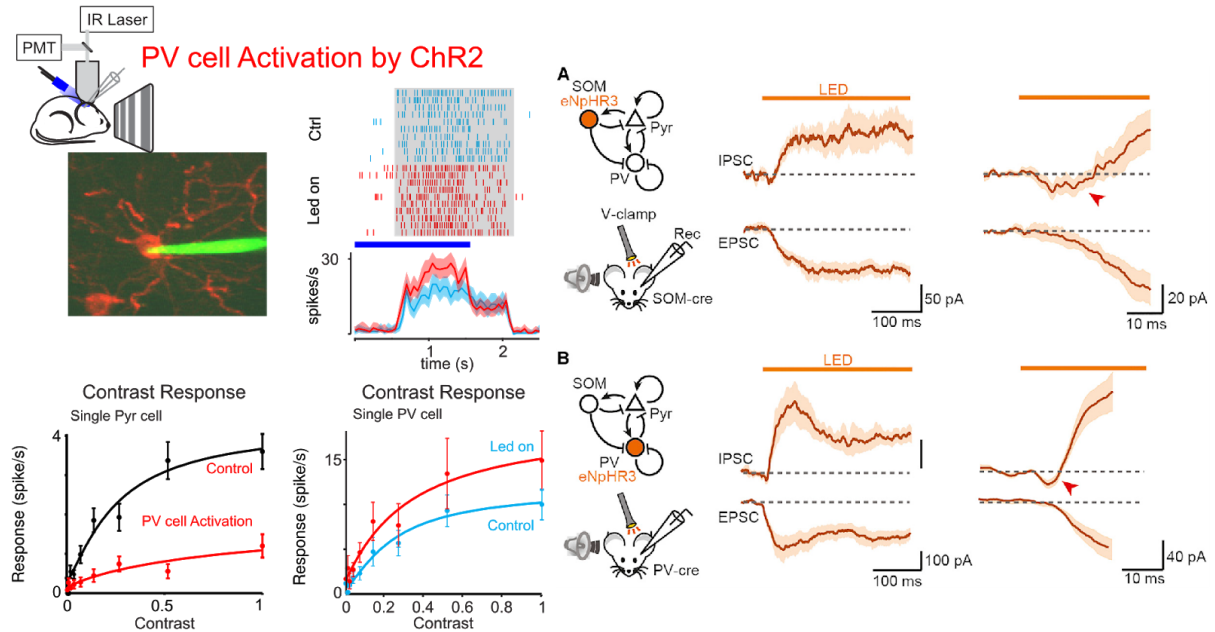 IR Laser
PMT
PV cell Activation by ChR2
Ctrl
Led on
30
spikes/s
1
2
time (s)
Contrast Response
Single Pyr cell
4
Control
PV cell Activation
Response (spike/s)
0
0
0.5
1
Contrast
Contrast Response
Single PV cell
15
Led on
Control
Response (spike/s)
0
0
0.2
0.4
0.6
0.8
1
Contrast
A
SOM
eNpHR3
Pyr
PV
V-clamp
Rec
SOM-cre
LED
IPSC
EPSC
50 pA
100 ms
20 pA
10 ms
B
SOM
Pyr
PV
eNpHR3
PV-cre
LED
IPSC
EPSC
100 pA
100 ms
40 pA
10 ms